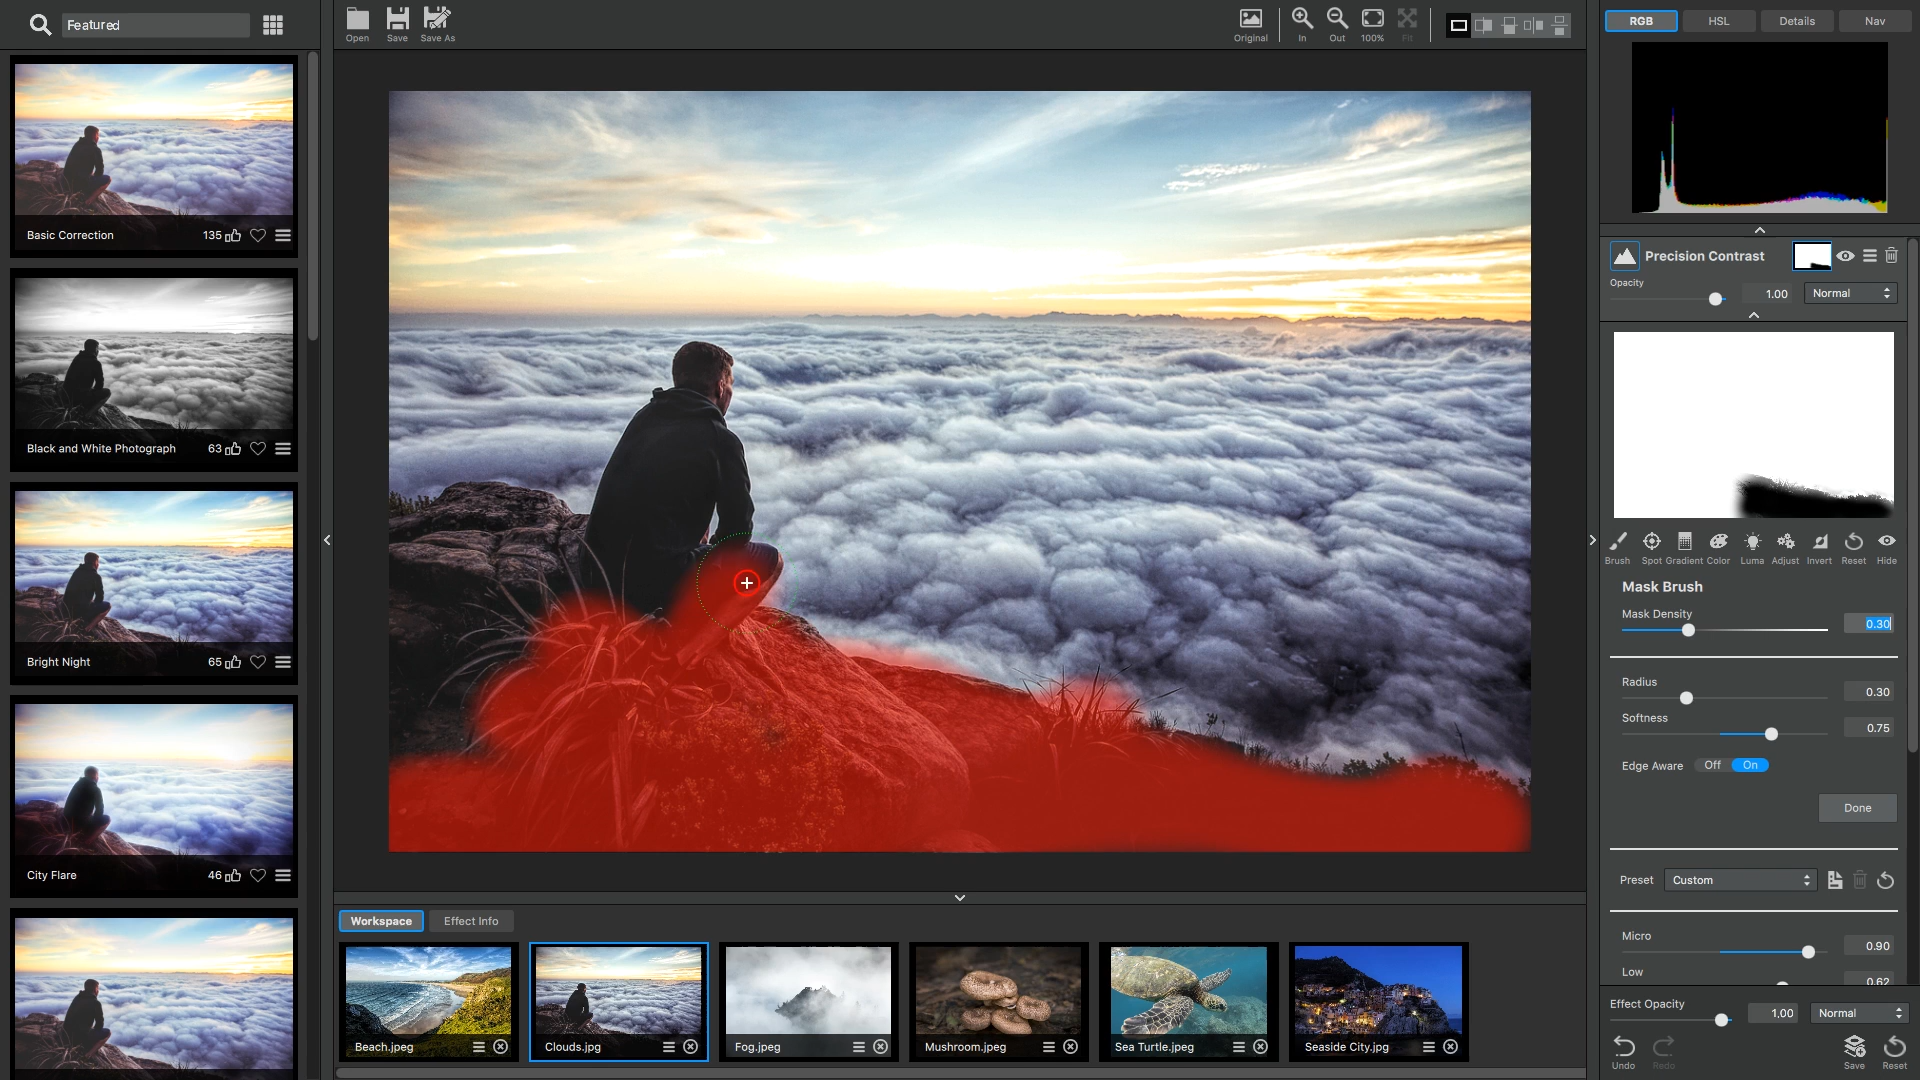 Featured
Basic Correction 135
Black and White Photograph 63
Bright Night 65
City Flare 46
Open Save Save As
Original In Out 100% Fit
Workspace Effect Info
Beach.jpeg Clouds.jpg Fog.jpeg Mushroom.jpeg Sea Turtle.jpeg Seaside City.jpg
RGB HSL Details Nav
Precision Contrast
Opacity
1.00 Normal
Brush Spot Gradient Color Luma Adjust Invert Reset Hide
Mask Brush
Mask Density
0.30
Radius
0.30
Softness
0.75
Edge Aware Off On
Done
Preset Custom
Micro
0.90
Low
0.62
Effect Opacity
1.00 Normal
Undo Redo Save Reset